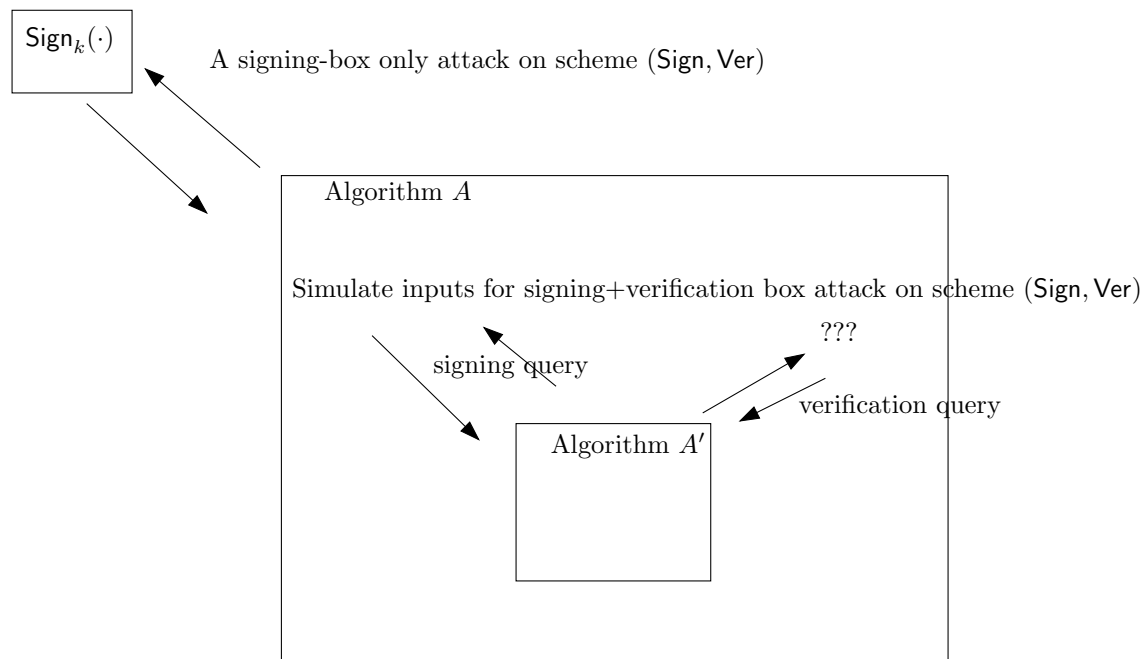 Sign_k(·)
A signing-box only attack on scheme (Sign, Ver)
Algorithm A
Simulate inputs for signing+verification box attack on scheme (Sign, Ver)
???
signing query
verification query
Algorithm A′